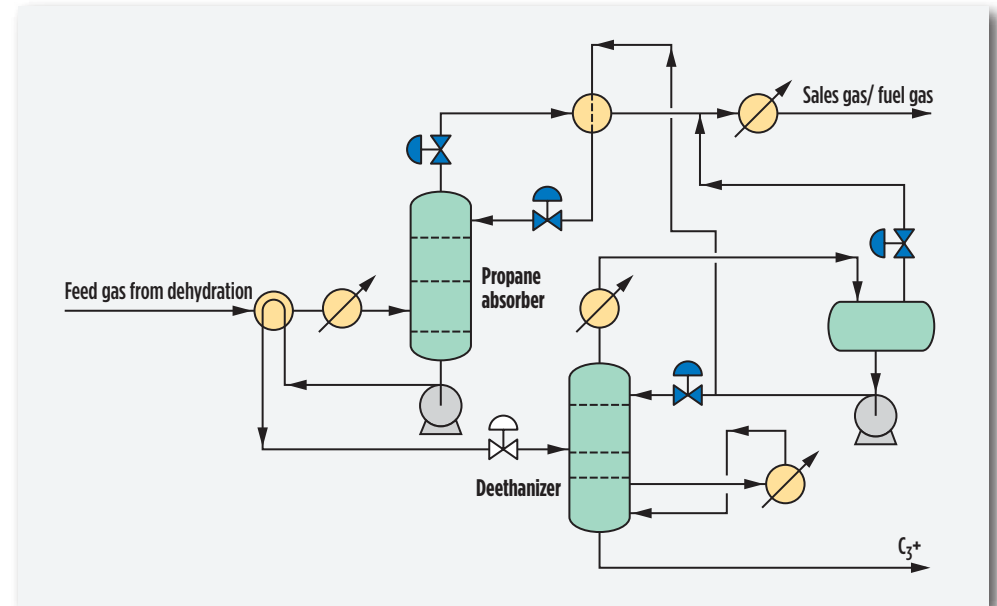 Sales gas/ fuel gas
Propane
absorber
Feed gas from dehydration
Deethanizer
C₃+